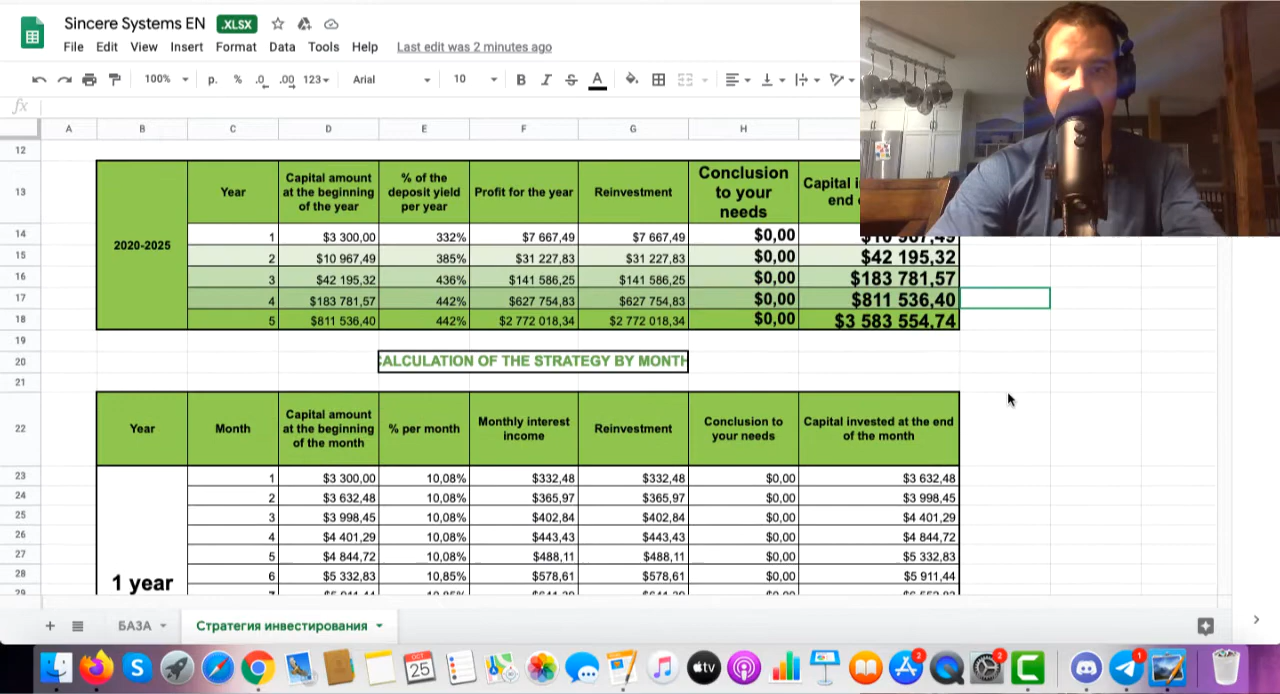 Sincere Systems EN .XLSX
File Edit View Insert Format Data Tools Help Last edit was 2 minutes ago
100% р. % .0 .00 123 Arial 10 B I S A
fx
A B C D E F G H
12
13 2020-2025 Year Capital amount at the beginning of the year % of the deposit yield per year Profit for the year Reinvestment Conclusion to your needs Capital end
14 1 $3 300,00 332% $7 667,49 $7 667,49 $0,00 $10 967,49
15 2 $10 967,49 385% $31 227,83 $31 227,83 $0,00 $42 195,32
16 3 $42 195,32 436% $141 586,25 $141 586,25 $0,00 $183 781,57
17 4 $183 781,57 442% $627 754,83 $627 754,83 $0,00 $811 536,40
18 5 $811 536,40 442% $2 772 018,34 $2 772 018,34 $0,00 $3 583 554,74
19
20 ALCULATION OF THE STRATEGY BY MONTH
21
22 Year Month Capital amount at the beginning of the month % per month Monthly interest income Reinvestment Conclusion to your needs Capital invested at the end of the month
23 1 $3 300,00 10,08% $332,48 $332,48 $0,00 $3 632,48
24 2 $3 632,48 10,08% $365,97 $365,97 $0,00 $3 998,45
25 3 $3 998,45 10,08% $402,84 $402,84 $0,00 $4 401,29
26 4 $4 401,29 10,08% $443,43 $443,43 $0,00 $4 844,72
27 5 $4 844,72 10,08% $488,11 $488,11 $0,00 $5 332,83
28 6 $5 332,83 10,85% $578,61 $578,61 $0,00 $5 911,44
1 year
БАЗА Стратегия инвестирования
OCT 25 tv 2 2 1